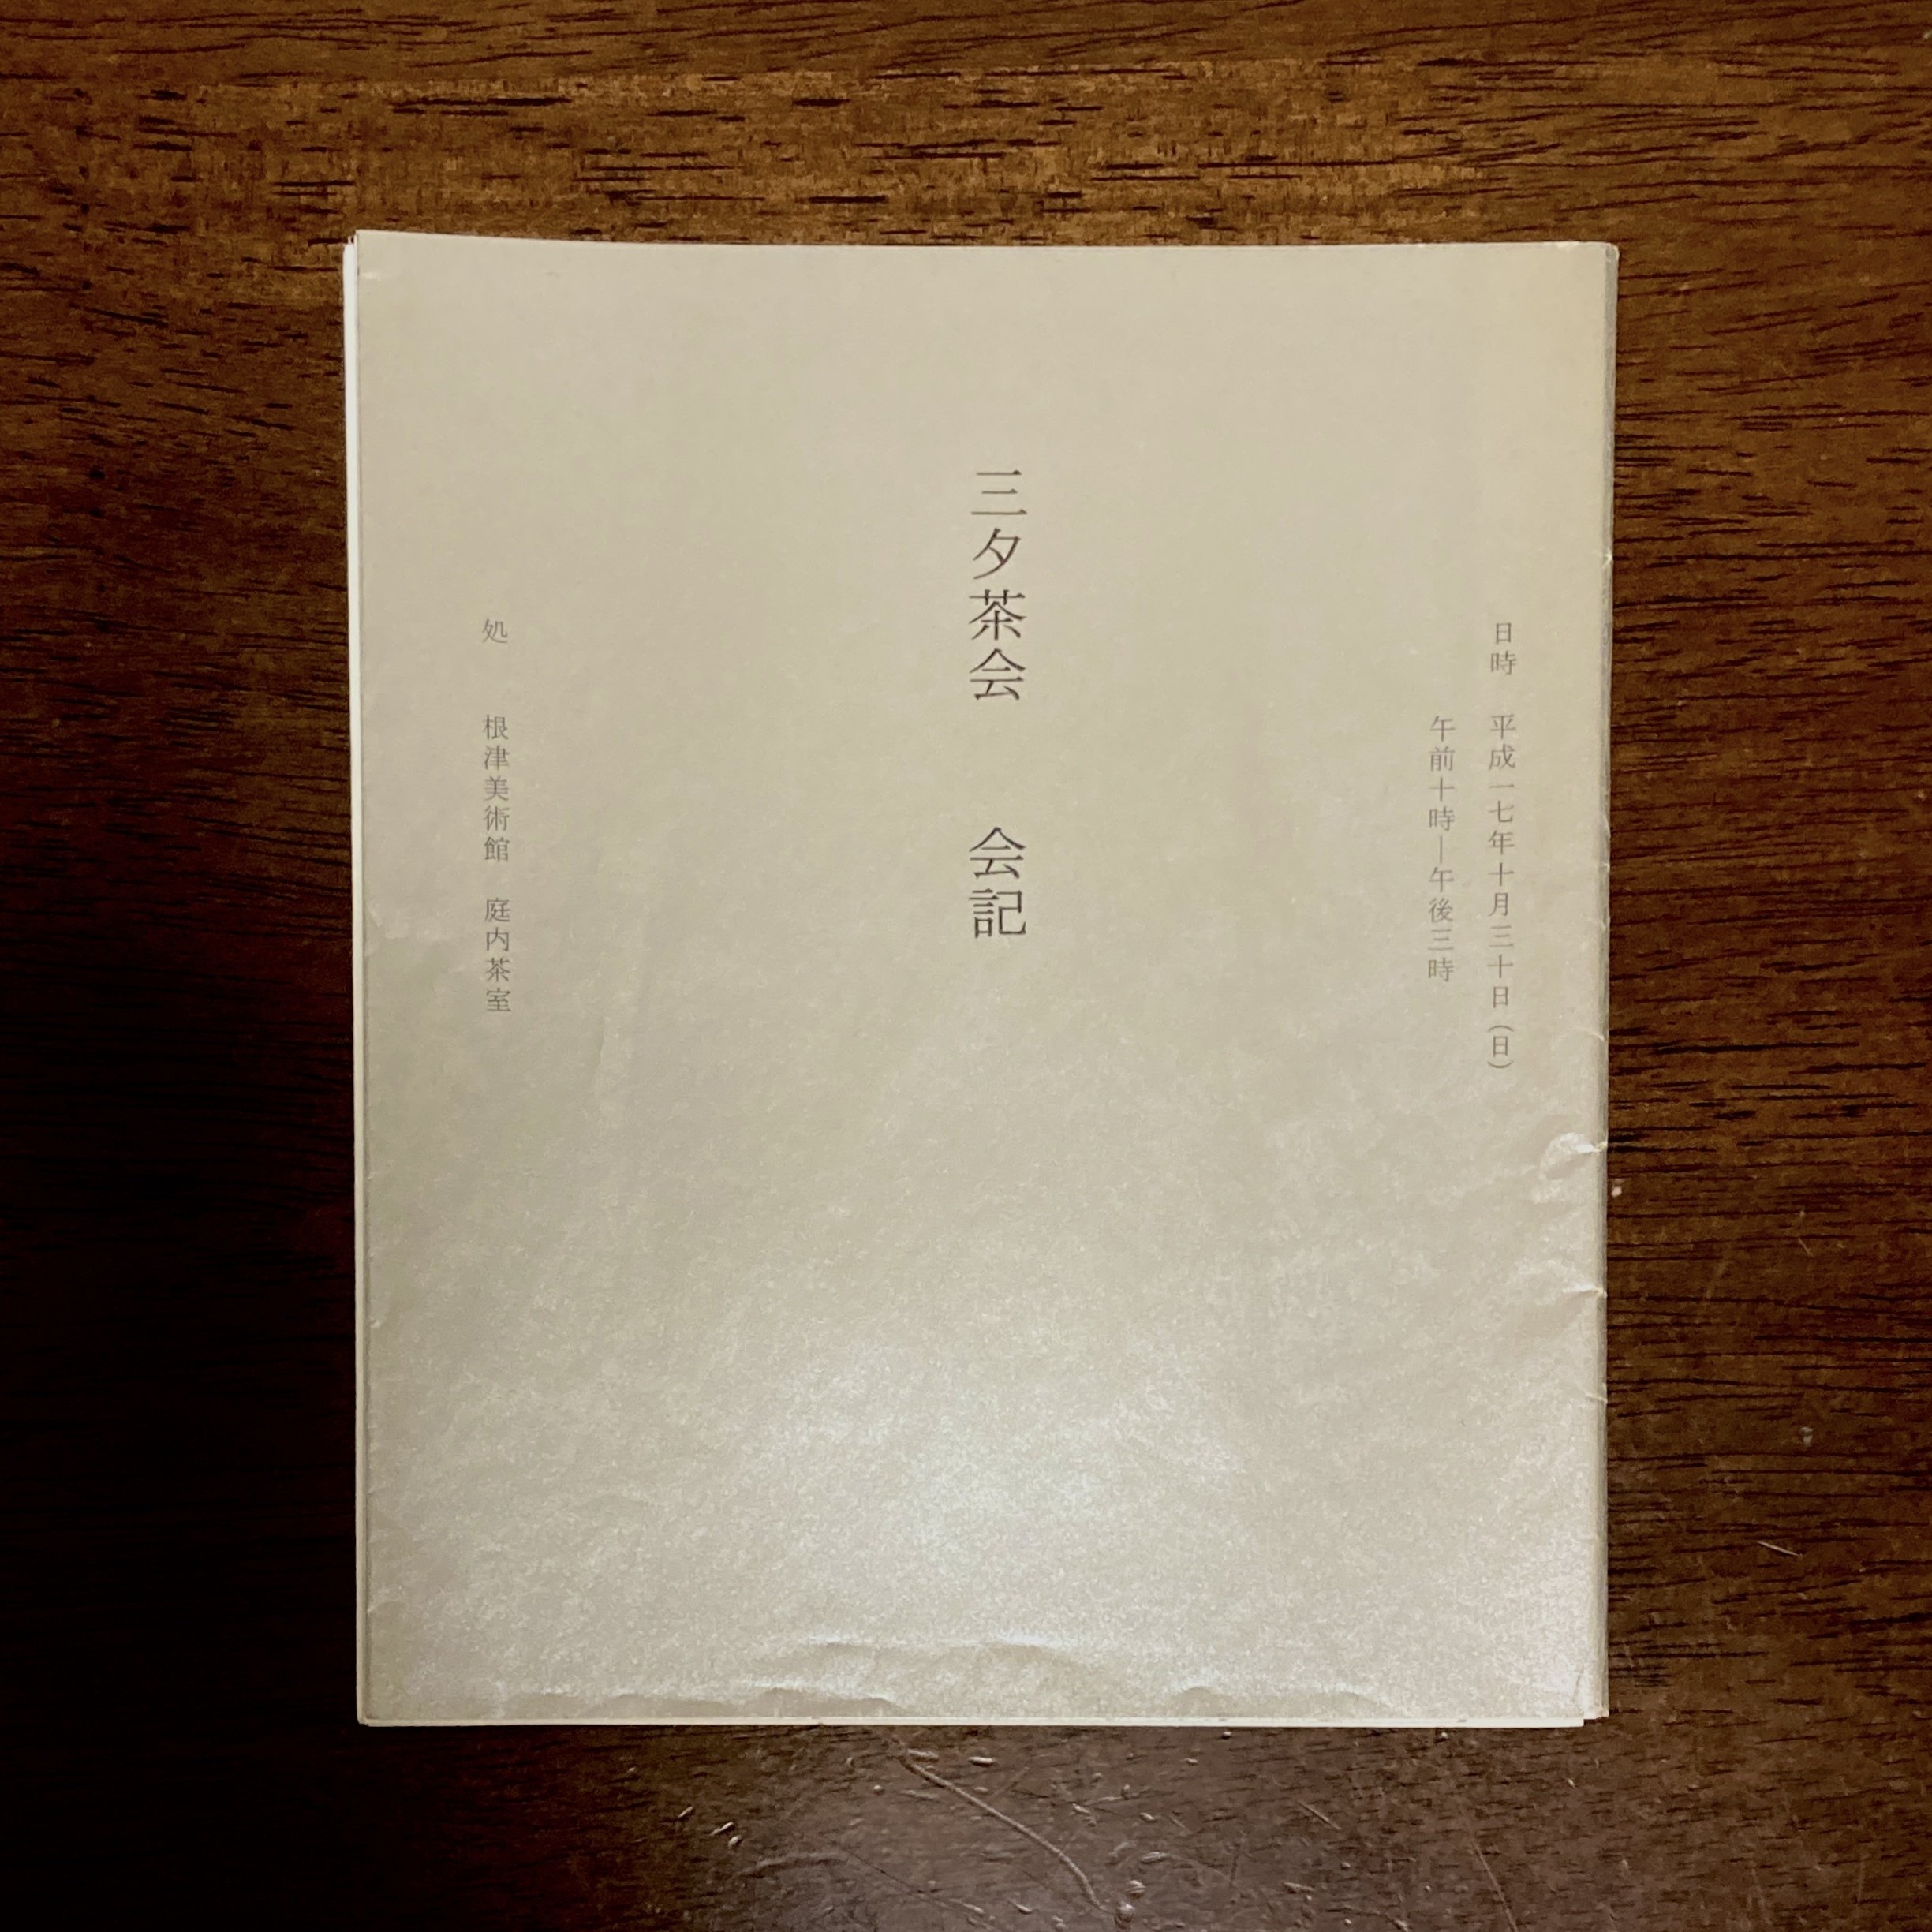 日時　平成一七年十月三十日（日）
午前十時―午後三時
三夕茶会　会記
処　根津美術館　庭内茶室